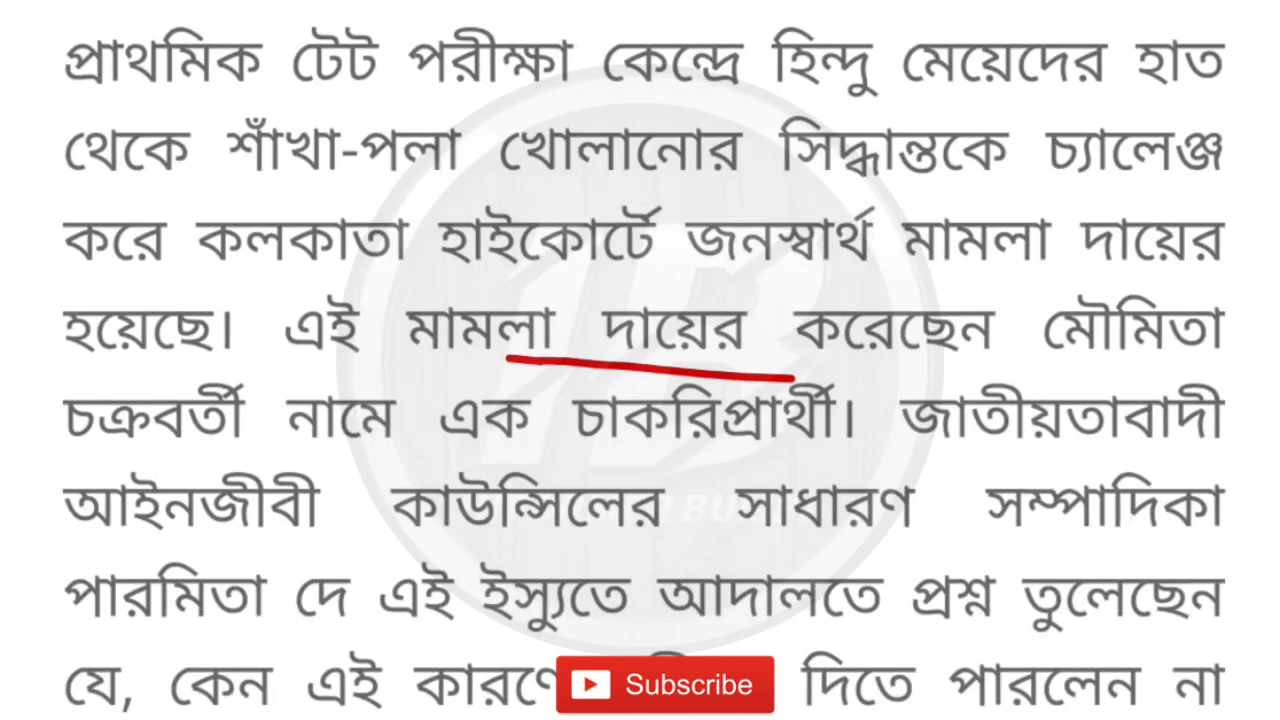 প্রাথমিক টেট পরীক্ষা কেন্দ্রে হিন্দু মেয়েদের হাত
থেকে শাঁখা-পলা খোলানোর সিদ্ধান্তকে চ্যালেঞ্জ
করে কলকাতা হাইকোর্টে জনস্বার্থ মামলা দায়ের
হয়েছে। এই মামলা দায়ের করেছেন মৌমিতা
চক্রবর্তী নামে এক চাকরিপ্রার্থী। জাতীয়তাবাদী
আইনজীবী কাউন্সিলের সাধারণ সম্পাদিকা
পারমিতা দে এই ইস্যুতে আদালতে প্রশ্ন তুলেছেন
যে, কেন এই দিতে পারলেন না
Subscribe